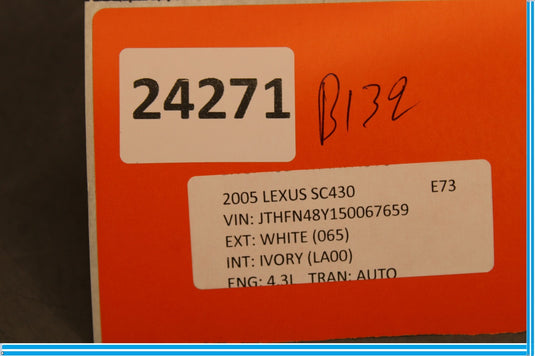 24271
B132
2005 LEXUS SC430 E73
VIN: JTHFN48Y150067659
EXT: WHITE (065)
INT: IVORY (LA00)
ENG: 4.3L TRAN: AUTO